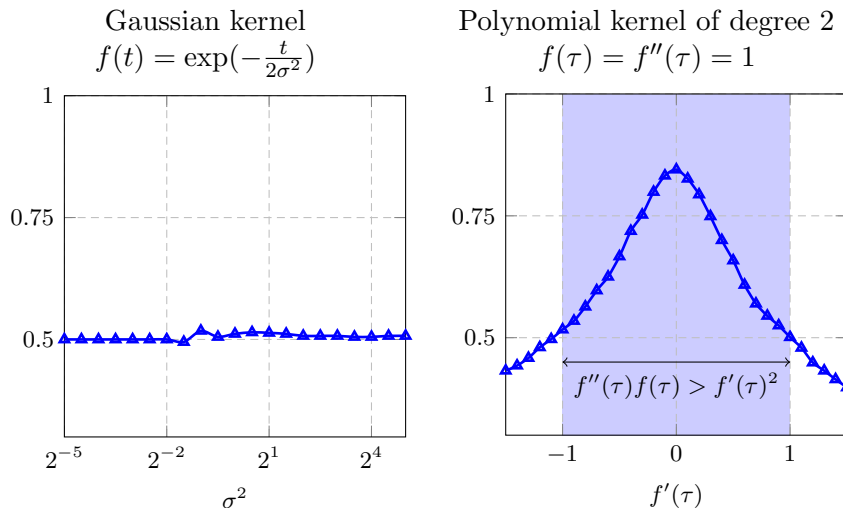 Gaussian kernel
f(t) = exp(−t/2σ²)
1
0.75
0.5
2⁻⁵
2⁻²
2¹
2⁴
σ²
Polynomial kernel of degree 2
f(τ) = f′′(τ) = 1
1
0.75
0.5
f′′(τ)f(τ) > f′(τ)²
−1
0
1
f′(τ)